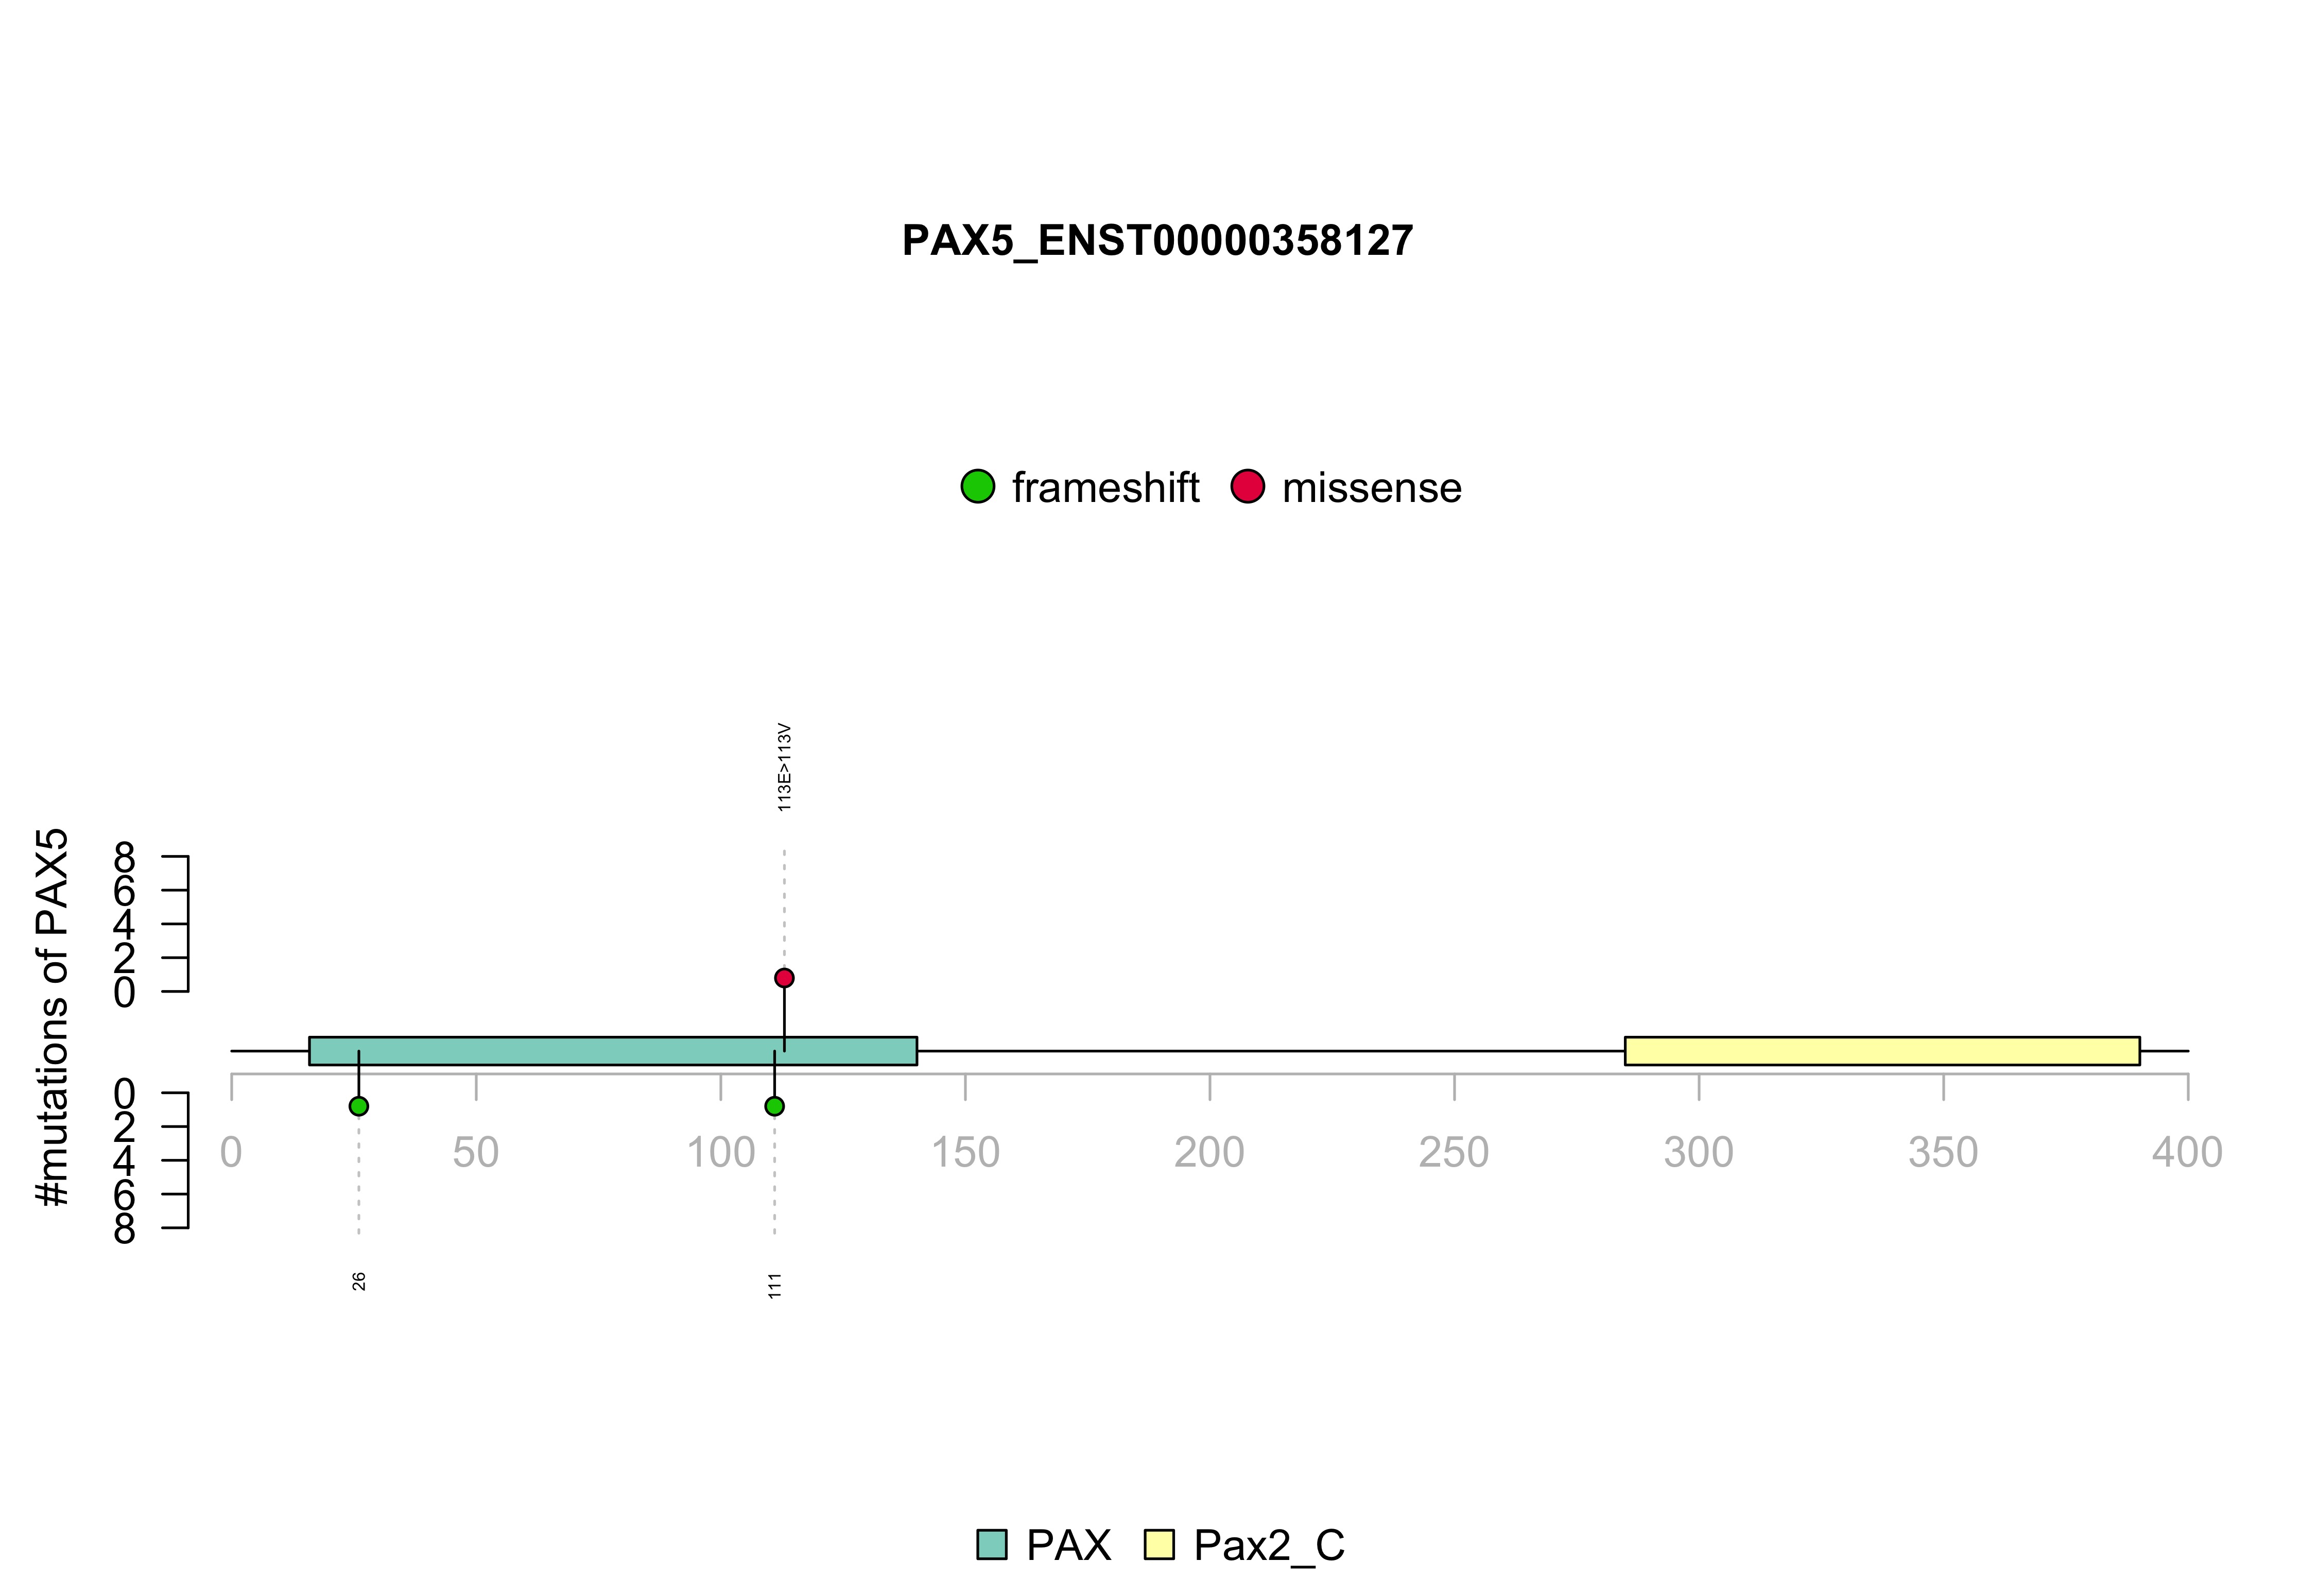 PAX5_ENST00000358127
frameshift missense
113E>113V
#mutations of PAX5
8
6
4
2
0
0
2
4
6
8
0 50 100 150 200 250 300 350 400
26 111
PAX Pax2_C